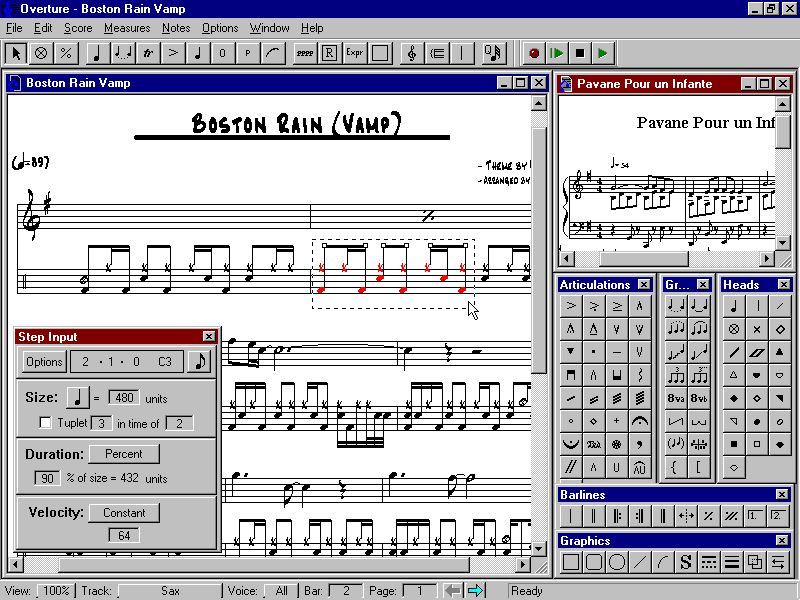 Overture - Boston Rain Vamp
File Edit Score Measures Notes Options Window Help
tr O P pppp R Expr
Boston Rain Vamp
BOSTON RAIN (VAMP)
(♩=89)
- THEME BY
- ARRANGED BY
Pavane Pour un Infante
Pavane Pour un Inf
♩= 54
Step Input
Options 2 · 1 · 0 C3
Size: ♩ = 480 units
Tuplet 3 in time of 2
Duration: Percent
90 % of size = 432 units
Velocity: Constant
64
Articulations
Gr...
Heads
8va 8vb
Barlines
1. 2.
Graphics
S
View: 100% Track: Sax Voice: All Bar: 2 Page: 1 Ready